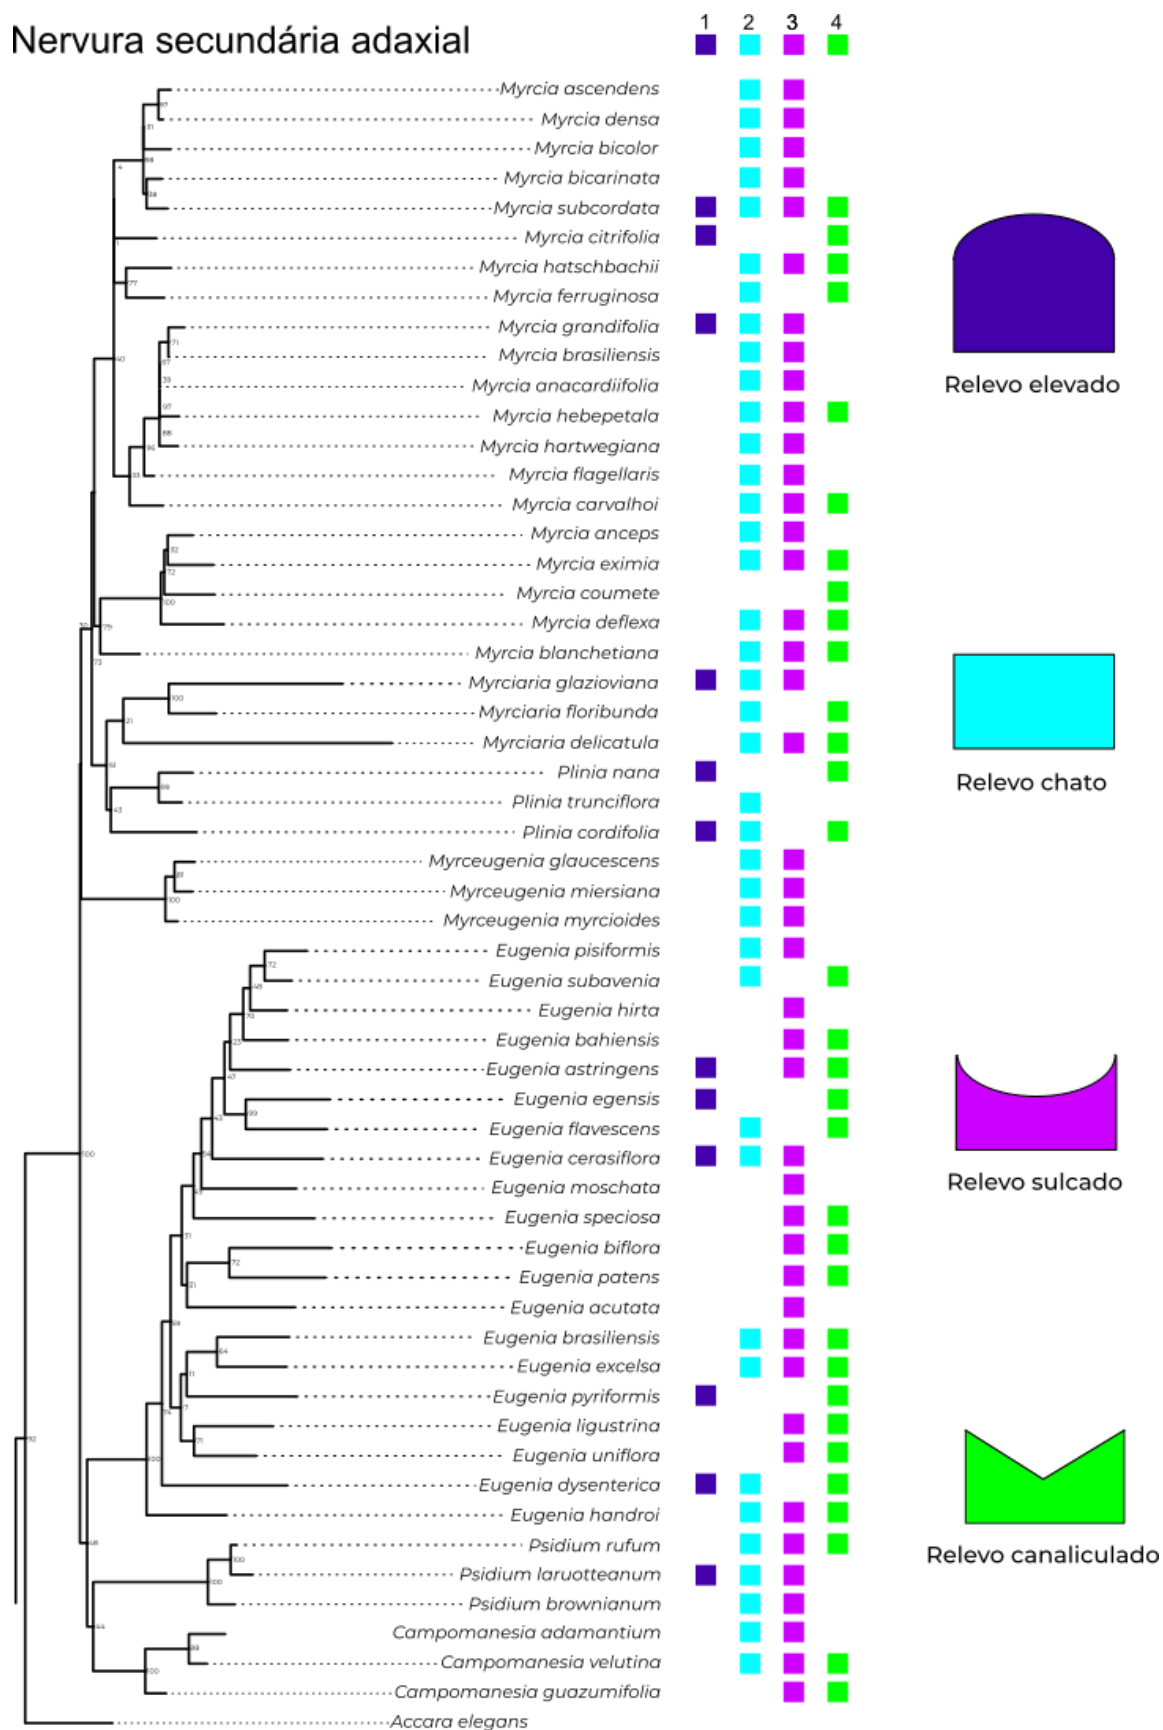 Nervura secundária adaxial
1 2 3 4
Myrcia ascendens
Myrcia densa
Myrcia bicolor
Myrcia bicarinata
Myrcia subcordata
Myrcia citrifolia
Myrcia hatschbachii
Myrcia ferruginosa
Myrcia grandifolia
Myrcia brasiliensis
Myrcia anacardiifolia
Relevo elevado
Myrcia hebepetala
Myrcia hartwegiana
Myrcia flagellaris
Myrcia carvalhoi
Myrcia anceps
Myrcia eximia
Myrcia coumete
Myrcia deflexa
Myrcia blanchetiana
Myrciaria glazioviana
Myrciaria floribunda
Myrciaria delicatula
Plinia nana
Relevo chato
Plinia trunciflora
Plinia cordifolia
Myrceugenia glaucescens
Myrceugenia miersiana
Myrceugenia myrcioides
Eugenia pisiformis
Eugenia subavenia
Eugenia hirta
Eugenia bahiensis
Eugenia astringens
Eugenia egensis
Eugenia flavescens
Eugenia cerasiflora
Eugenia moschata
Relevo sulcado
Eugenia speciosa
Eugenia biflora
Eugenia patens
Eugenia acutata
Eugenia brasiliensis
Eugenia excelsa
Eugenia pyriformis
Eugenia ligustrina
Eugenia uniflora
Eugenia dysenterica
Eugenia handroi
Psidium rufum
Relevo canaliculado
Psidium laruotteanum
Psidium brownianum
Campomanesia adamantium
Campomanesia velutina
Campomanesia guazumifolia
Accara elegans